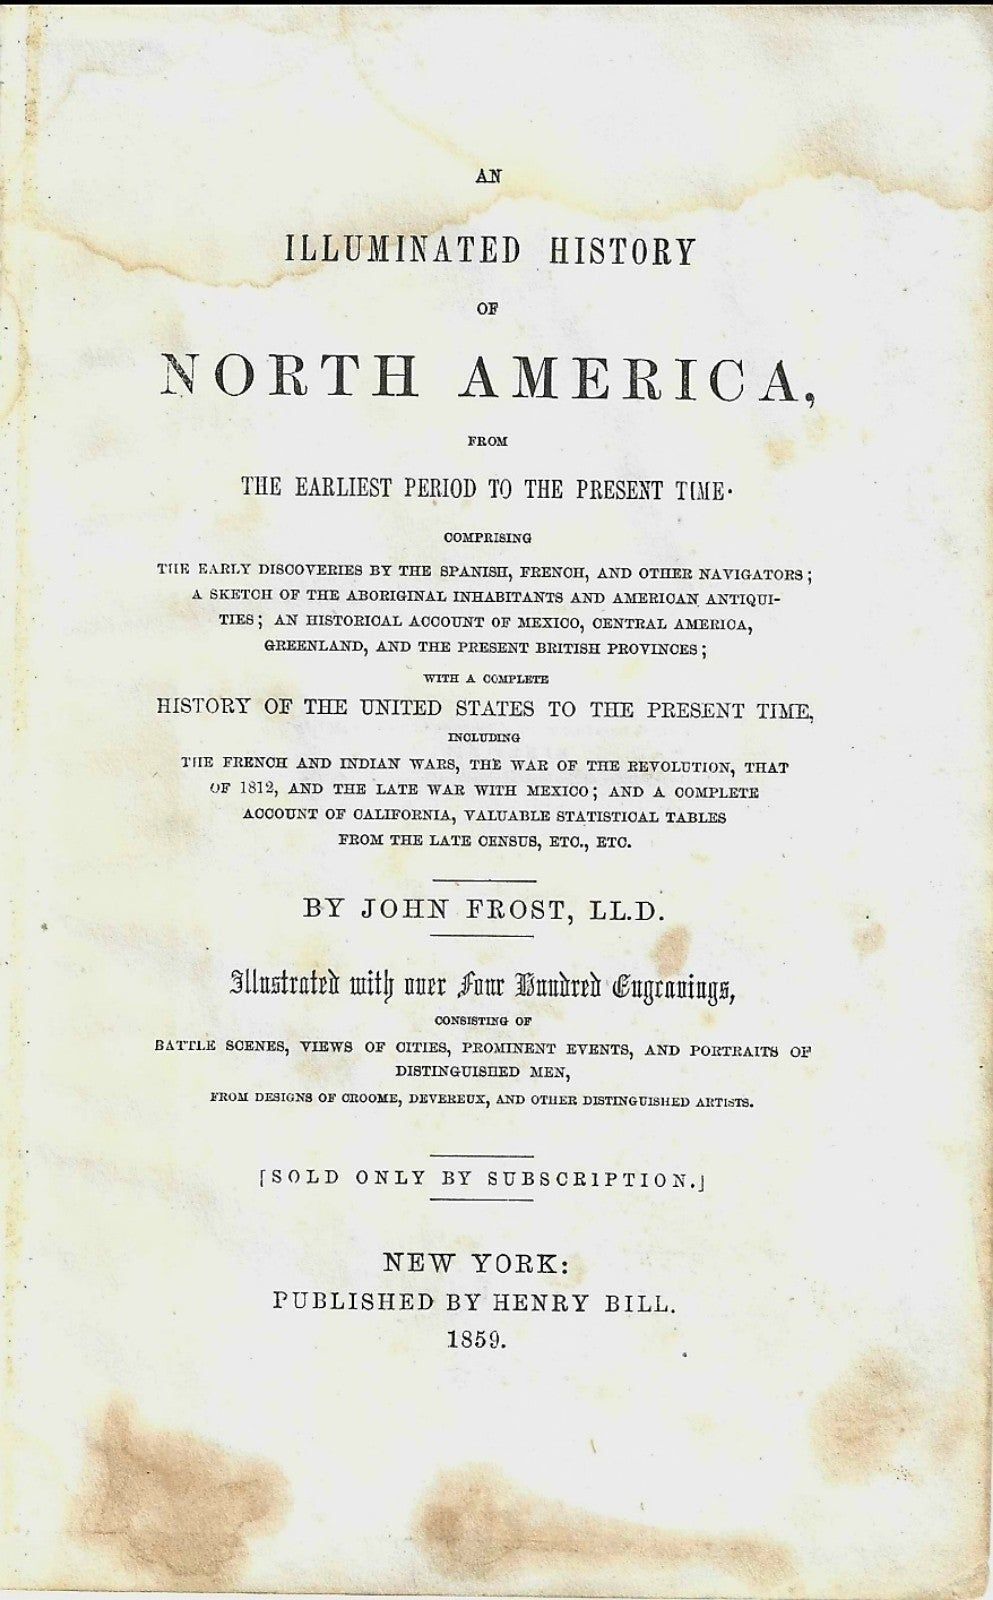 AN
ILLUMINATED HISTORY
OF
NORTH AMERICA,
FROM
THE EARLIEST PERIOD TO THE PRESENT TIME.
COMPRISING
THE EARLY DISCOVERIES BY THE SPANISH, FRENCH, AND OTHER NAVIGATORS;
A SKETCH OF THE ABORIGINAL INHABITANTS AND AMERICAN ANTIQUI-
TIES; AN HISTORICAL ACCOUNT OF MEXICO, CENTRAL AMERICA,
GREENLAND, AND THE PRESENT BRITISH PROVINCES;
WITH A COMPLETE
HISTORY OF THE UNITED STATES TO THE PRESENT TIME,
INCLUDING
THE FRENCH AND INDIAN WARS, THE WAR OF THE REVOLUTION, THAT
OF 1812, AND THE LATE WAR WITH MEXICO; AND A COMPLETE
ACCOUNT OF CALIFORNIA, VALUABLE STATISTICAL TABLES
FROM THE LATE CENSUS, ETC., ETC.
BY JOHN FROST, LL.D.
Illustrated with over Four Hundred Engravings,
CONSISTING OF
BATTLE SCENES, VIEWS OF CITIES, PROMINENT EVENTS, AND PORTRAITS OF
DISTINGUISHED MEN,
FROM DESIGNS OF CROOME, DEVEREUX, AND OTHER DISTINGUISHED ARTISTS.
[SOLD ONLY BY SUBSCRIPTION.]
NEW YORK:
PUBLISHED BY HENRY BILL.
1859.